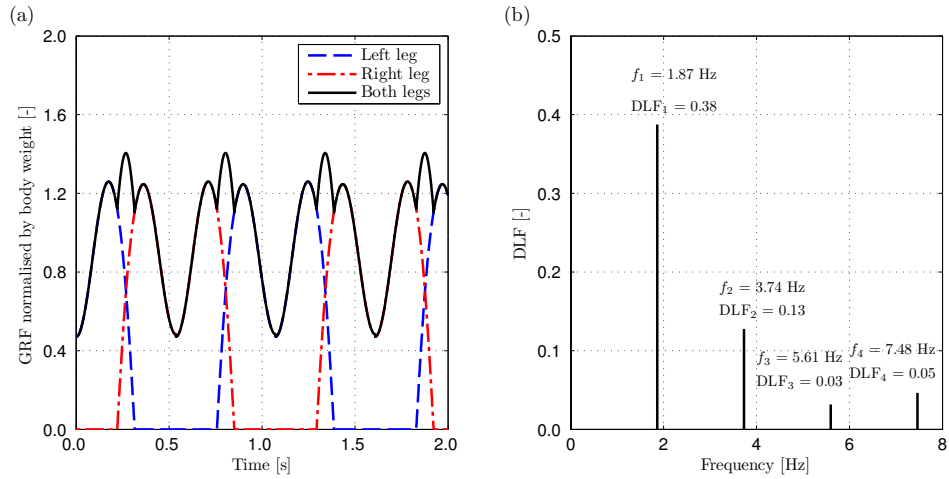 (a)
2.0
1.6
1.2
0.8
0.4
0.0
GRF normalised by body weight [-]
Left leg
Right leg
Both legs
0.0
0.5
1.0
1.5
2.0
Time [s]
(b)
0.5
0.4
0.3
0.2
0.1
0.0
DLF [-]
f₁ = 1.87 Hz
DLF₁ = 0.38
f₂ = 3.74 Hz
DLF₂ = 0.13
f₃ = 5.61 Hz
DLF₃ = 0.03
f₄ = 7.48 Hz
DLF₄ = 0.05
0
2
4
6
8
Frequency [Hz]